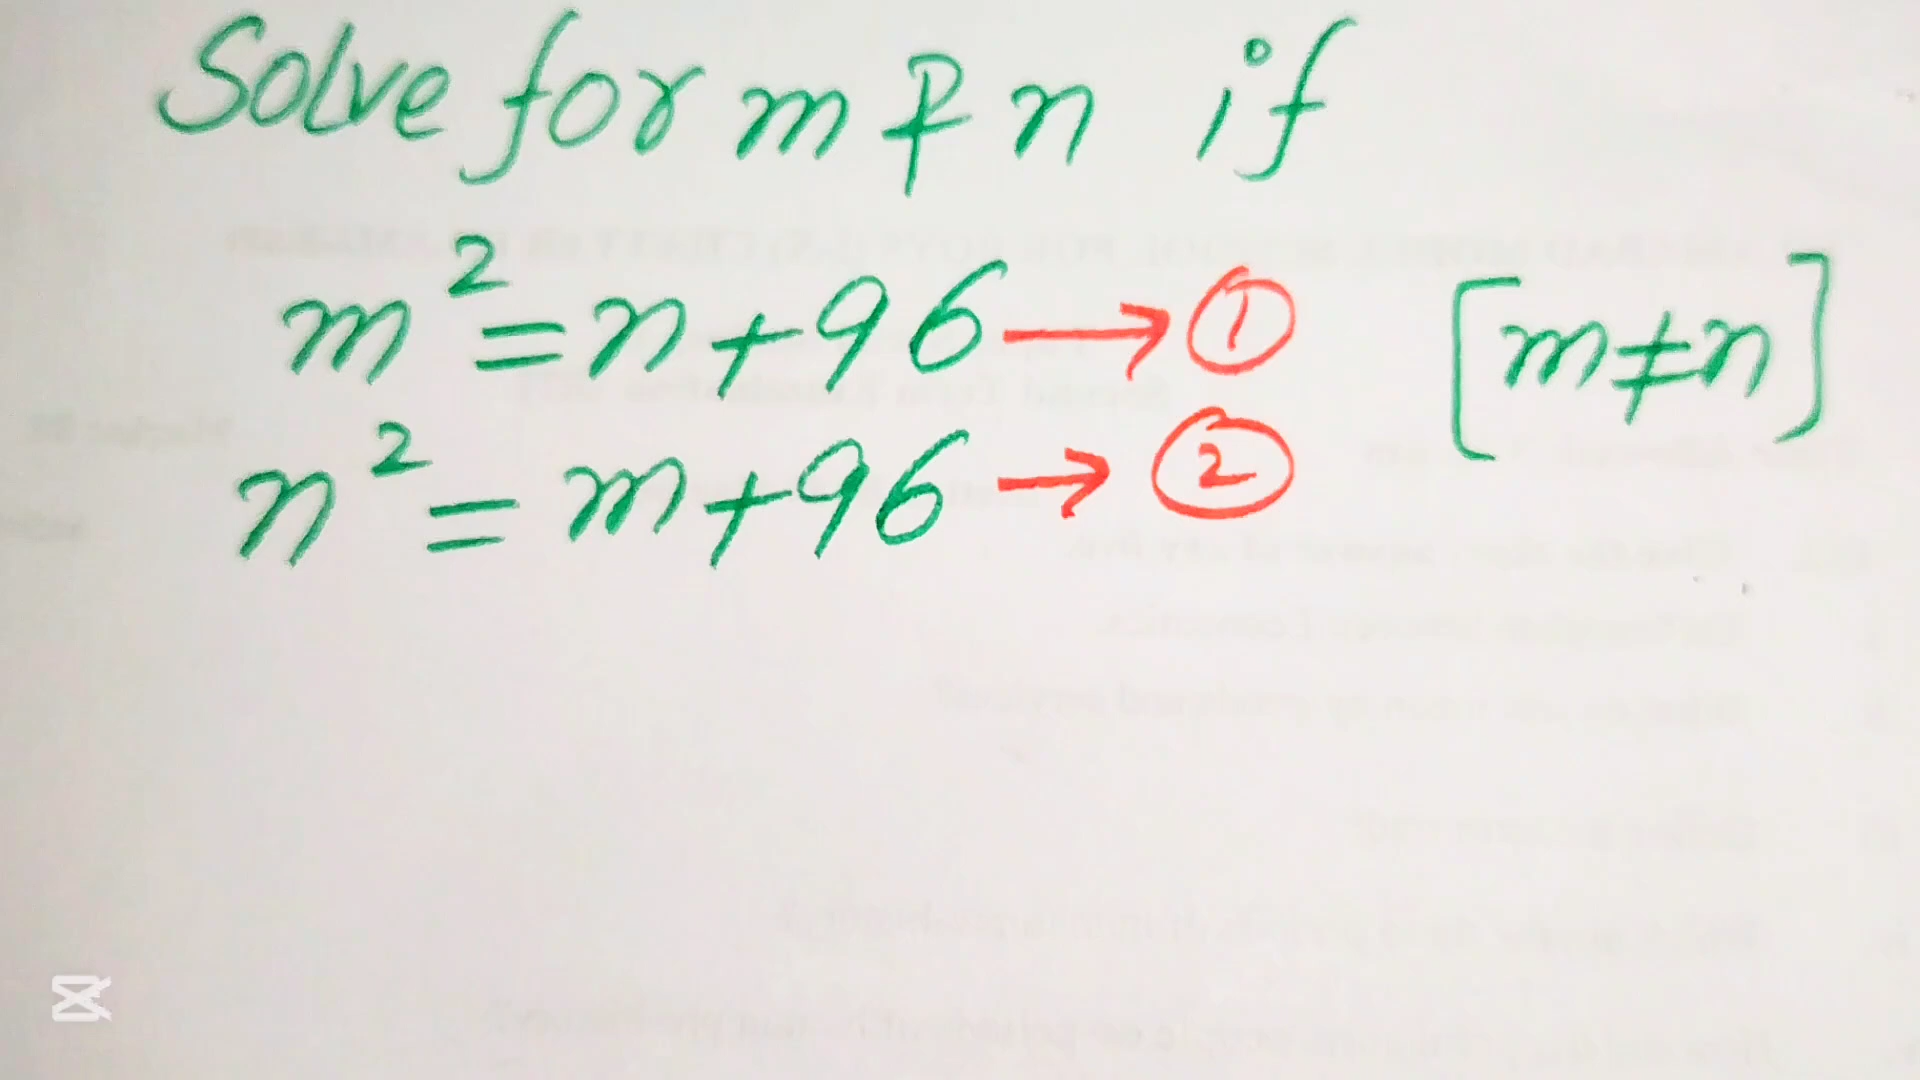 Solve for m & n if
m² = n + 96 → ① [m ≠ n]
n² = m + 96 → ②